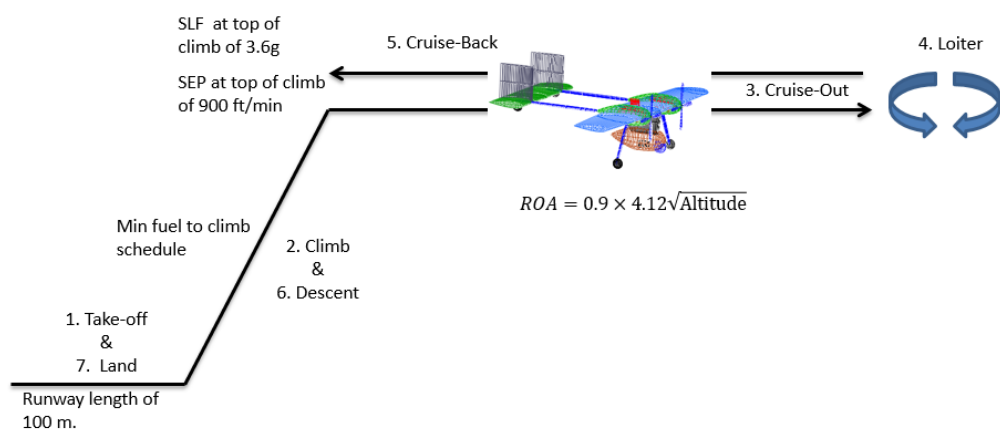 SLF at top of
climb of 3.6g
SEP at top of climb
of 900 ft/min
5. Cruise-Back
4. Loiter
3. Cruise-Out
ROA = 0.9 × 4.12√Altitude
Min fuel to climb
schedule
2. Climb
&
6. Descent
1. Take-off
&
7. Land
Runway length of
100 m.